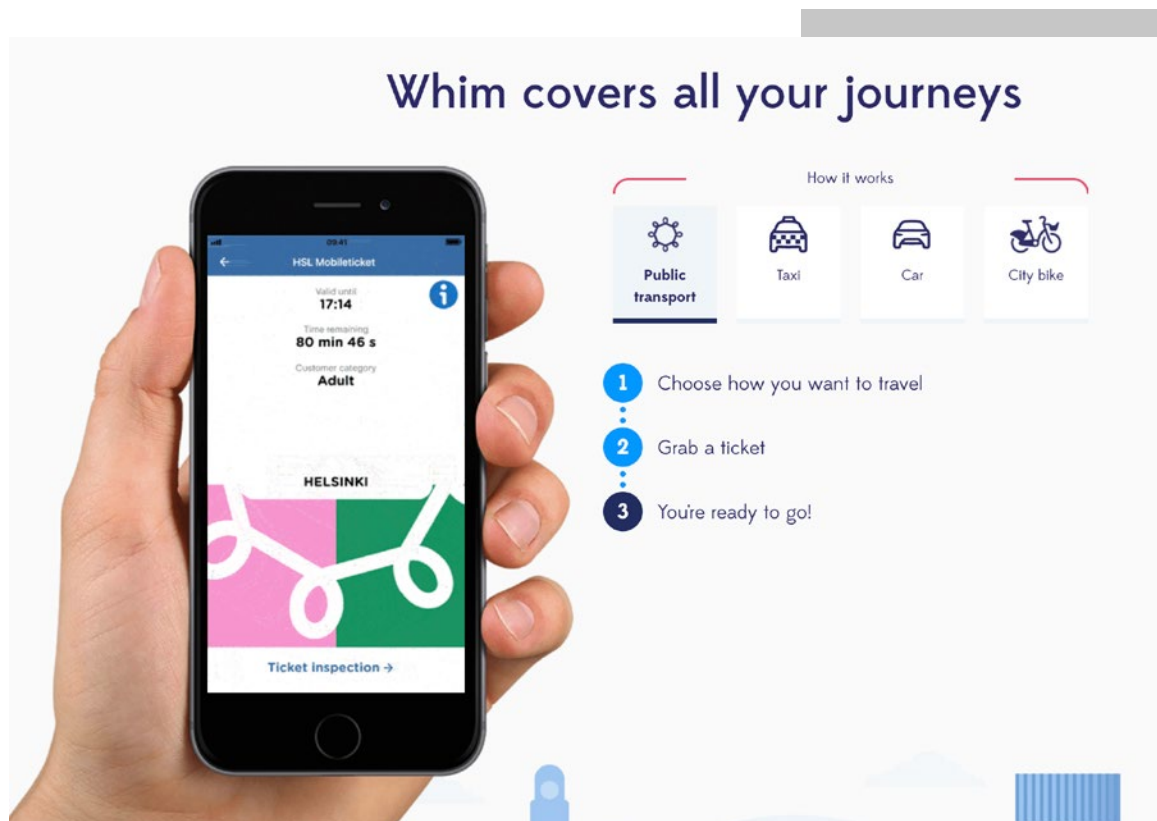 Whim covers all your journeys
How it works
Public
transport
Taxi
Car
City bike
1 Choose how you want to travel
2 Grab a ticket
3 You're ready to go!
09:41
HSL Mobileticket
Valid until
17:14
Time remaining
80 min 46 s
Customer category
Adult
HELSINKI
Ticket inspection →